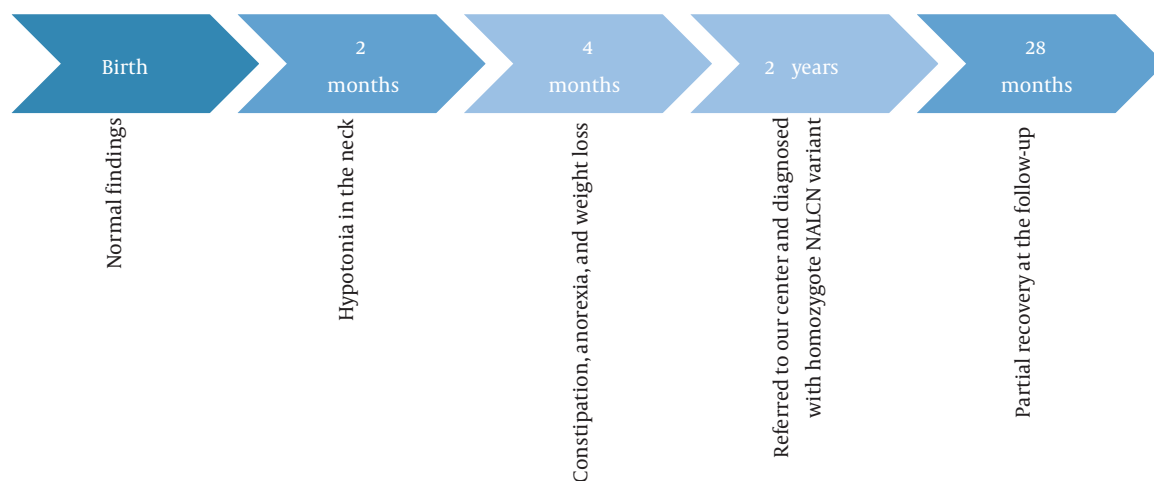 Birth
2
months
4
months
2 years
28
months
Normal findings
Hypotonia in the neck
Constipation, anorexia, and weight loss
Referred to our center and diagnosed
with homozygote NALCN variant
Partial recovery at the follow-up